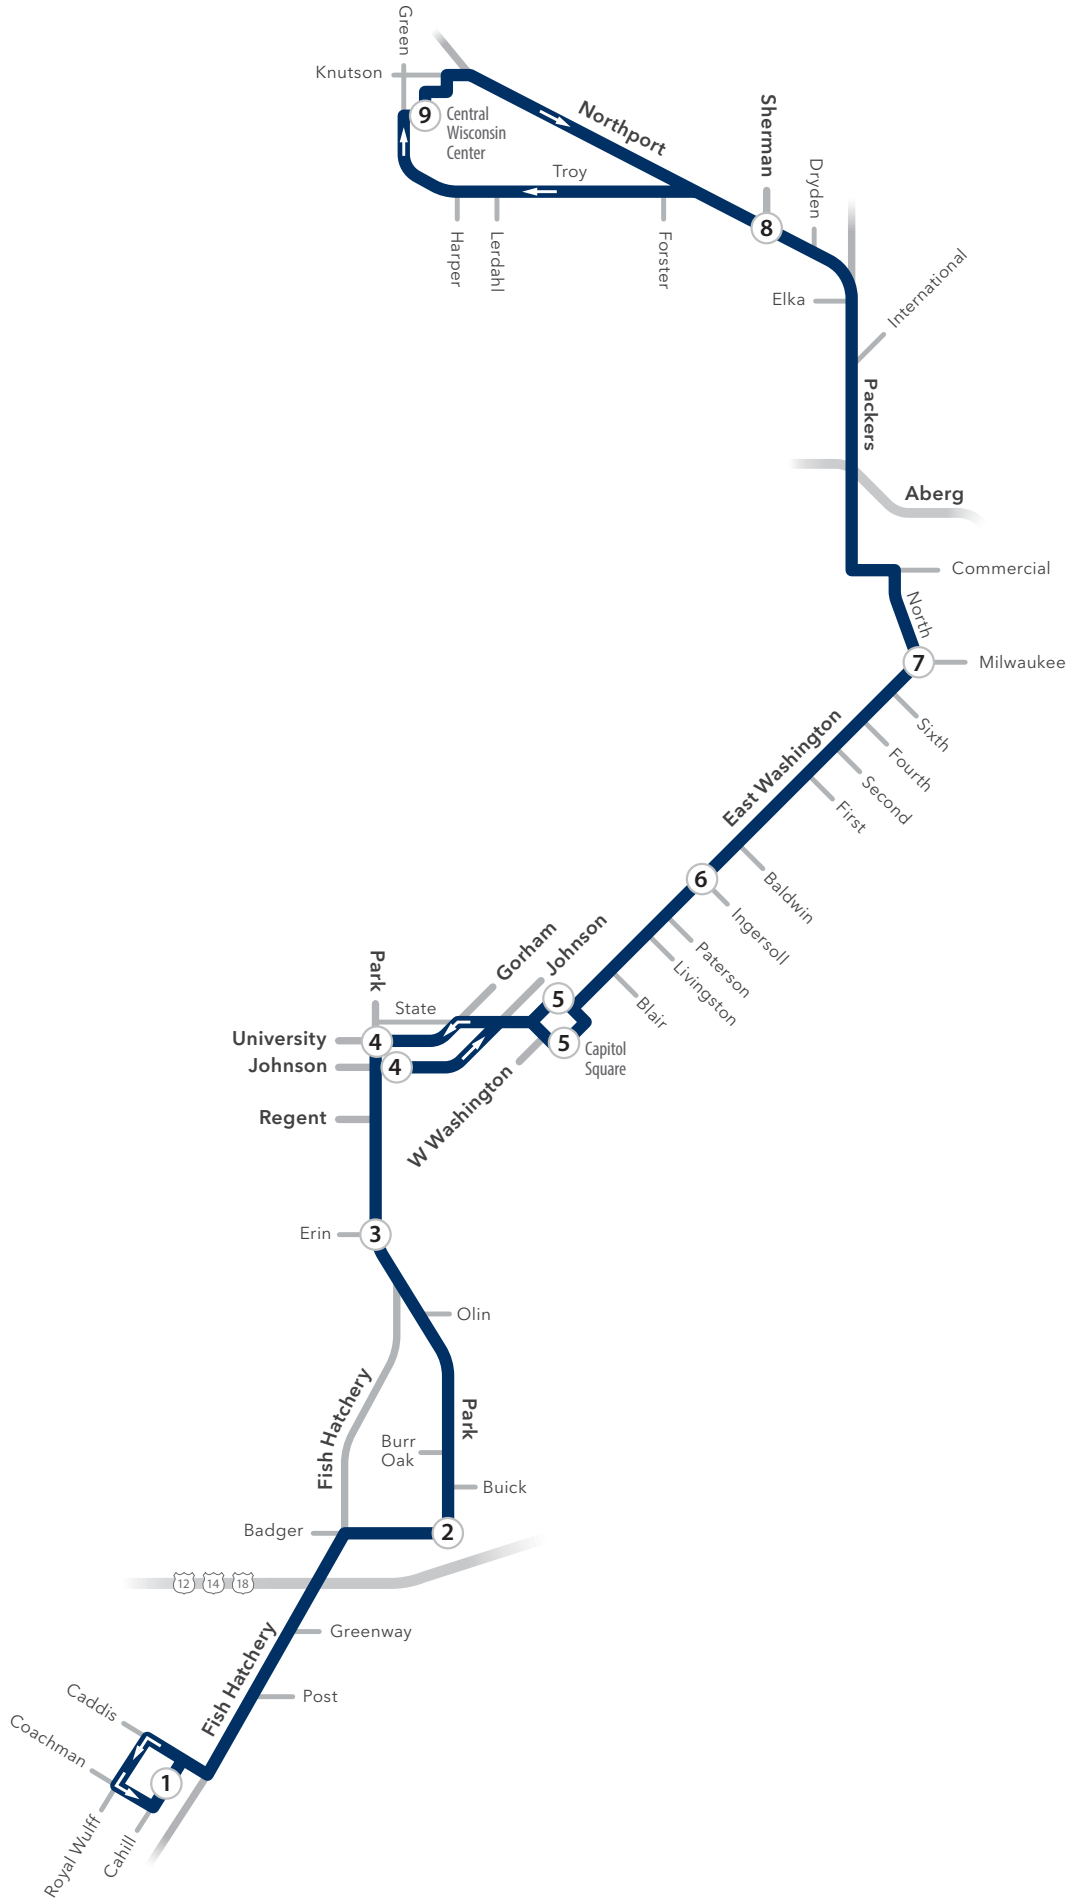 Green
Knutson
9
Central
Wisconsin
Center
Northport
Sherman
Troy
Dryden
8
Harper
Lerdahl
Forster
International
Elka
Packers
Aberg
Commercial
North
7
Milwaukee
Sixth
East Washington
Fourth
Second
First
6
Baldwin
Ingersoll
Paterson
Livingston
Blair
Gorham
Johnson
Park
State
5
University
4
5
Capitol
Square
Johnson
4
W Washington
Regent
Erin
3
Olin
Fish Hatchery
Park
Burr
Oak
Buick
Badger
2
12
14
18
Greenway
Fish Hatchery
Post
Caddis
Coachman
1
Royal Wulff
Cahill